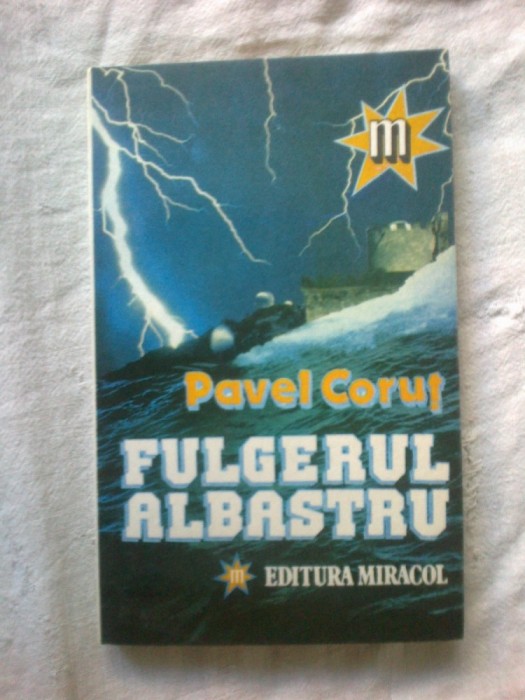 m
Pavel Coruț
FULGERUL
ALBASTRU
m EDITURA MIRACOL